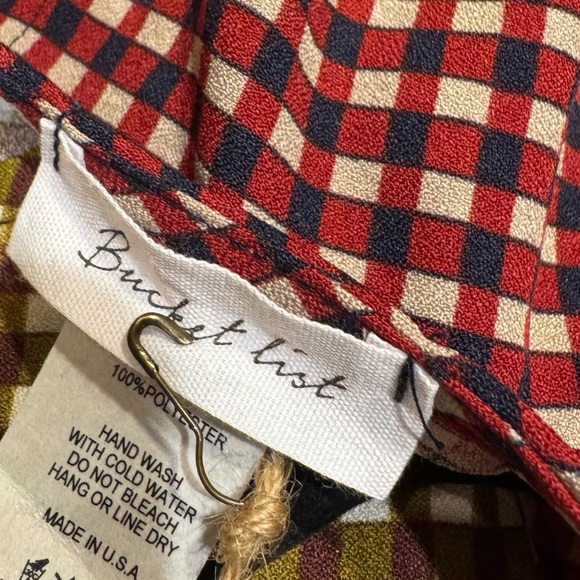 Bucket list
100%POLYESTER
HAND WASH
WITH COLD WATER
DO NOT BLEACH
HANG OR LINE DRY
MADE IN U.S.A